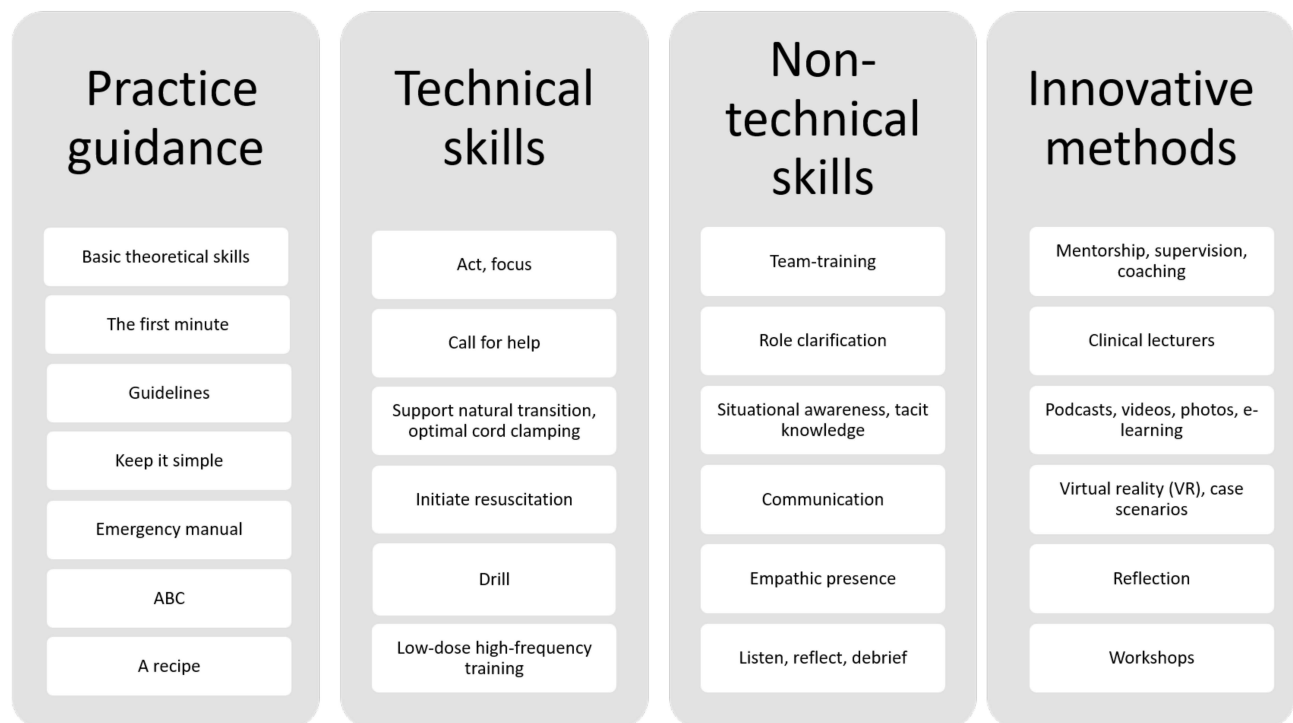 Practice
guidance
Basic theoretical skills
The first minute
Guidelines
Keep it simple
Emergency manual
ABC
A recipe
Technical
skills
Act, focus
Call for help
Support natural transition,
optimal cord clamping
Initiate resuscitation
Drill
Low-dose high-frequency
training
Non-
technical
skills
Team-training
Role clarification
Situational awareness, tacit
knowledge
Communication
Empathic presence
Listen, reflect, debrief
Innovative
methods
Mentorship, supervision,
coaching
Clinical lecturers
Podcasts, videos, photos, e-
learning
Virtual reality (VR), case
scenarios
Reflection
Workshops